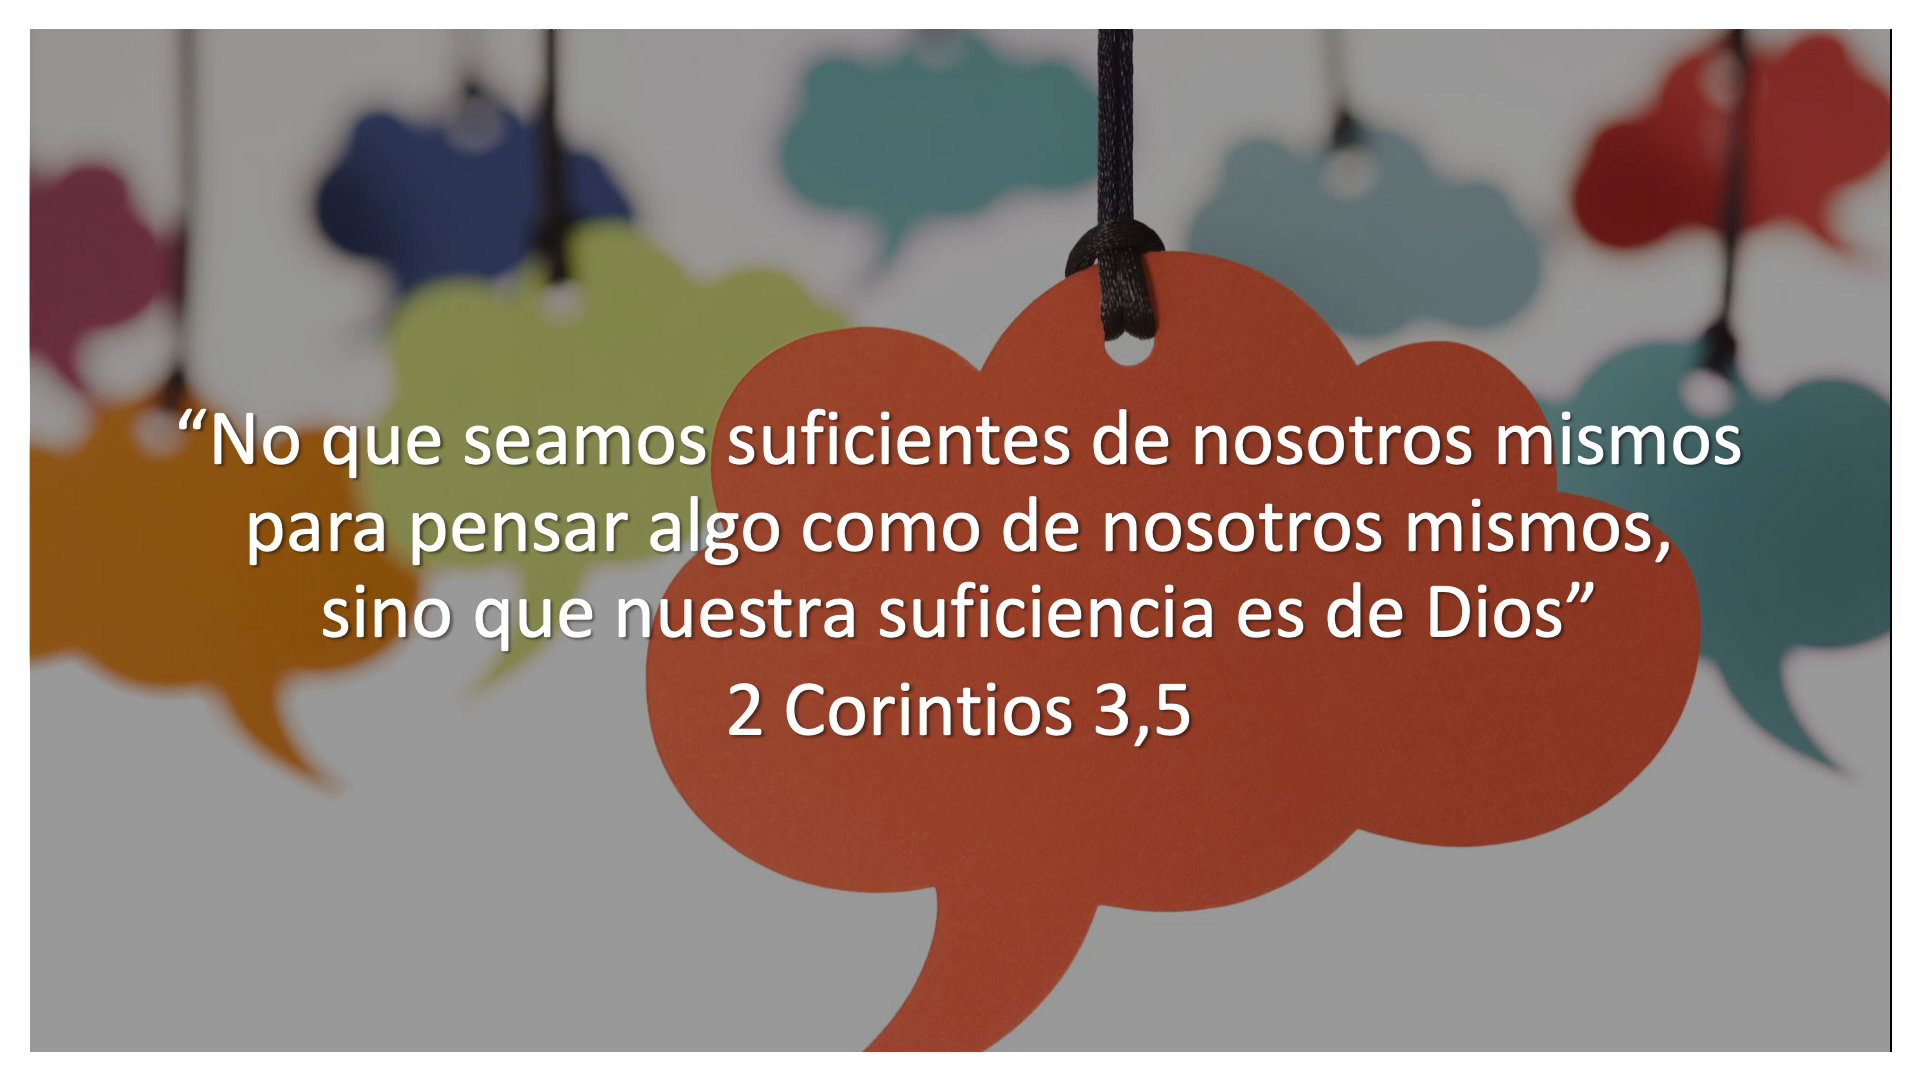 “No que seamos suficientes de nosotros mismos
para pensar algo como de nosotros mismos,
sino que nuestra suficiencia es de Dios”
2 Corintios 3,5